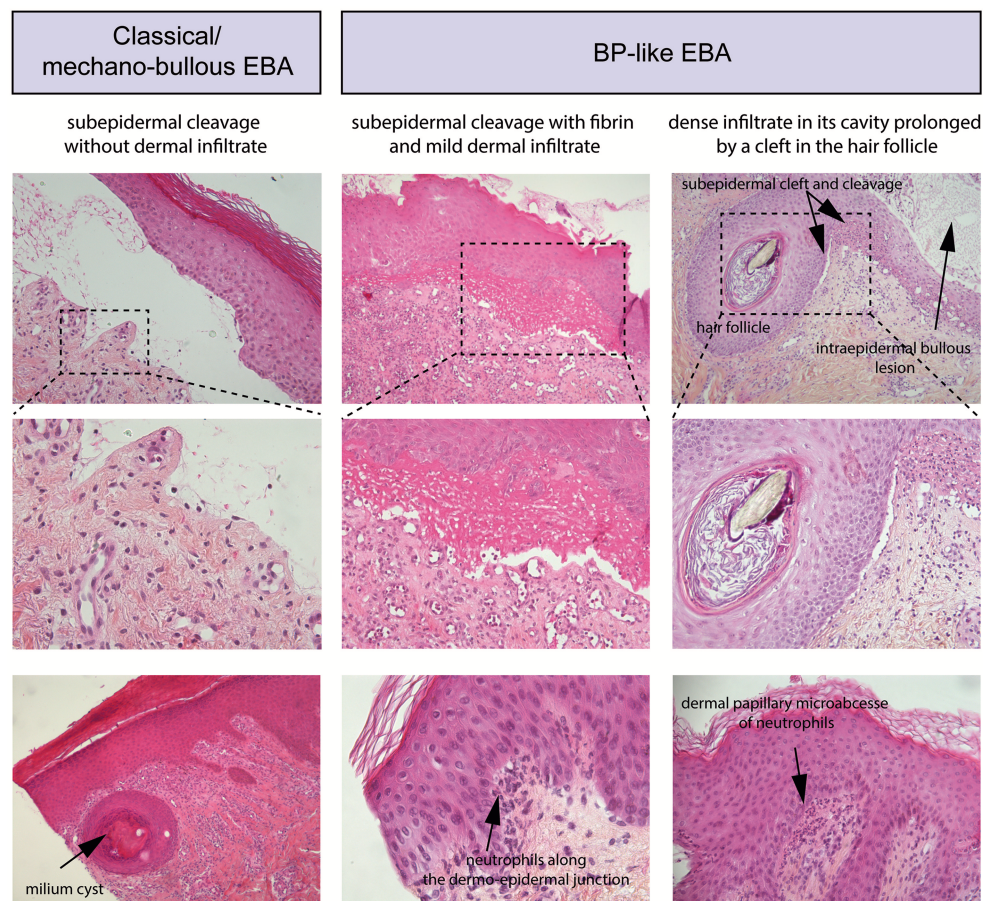 Classical/
mechano-bullous EBA
BP-like EBA
subepidermal cleavage
without dermal infiltrate
subepidermal cleavage with fibrin
and mild dermal infiltrate
dense infiltrate in its cavity prolonged
by a cleft in the hair follicle
subepidermal cleft and cleavage
hair follicle
intraepidermal bullous
lesion
milium cyst
neutrophils along
the dermo-epidermal junction
dermal papillary microabcesse
of neutrophils